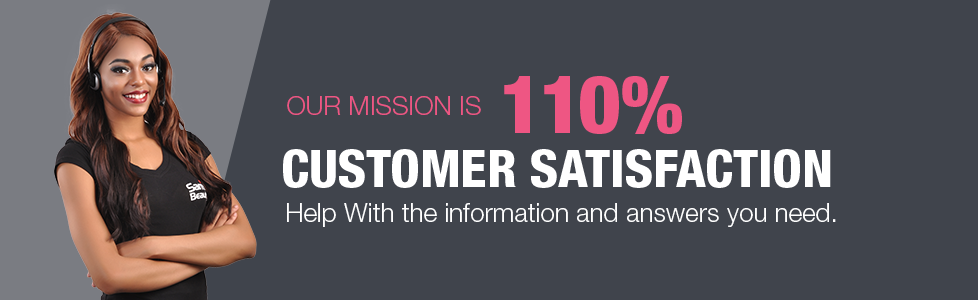 OUR MISSION IS 110%
CUSTOMER SATISFACTION
Help With the information and answers you need.